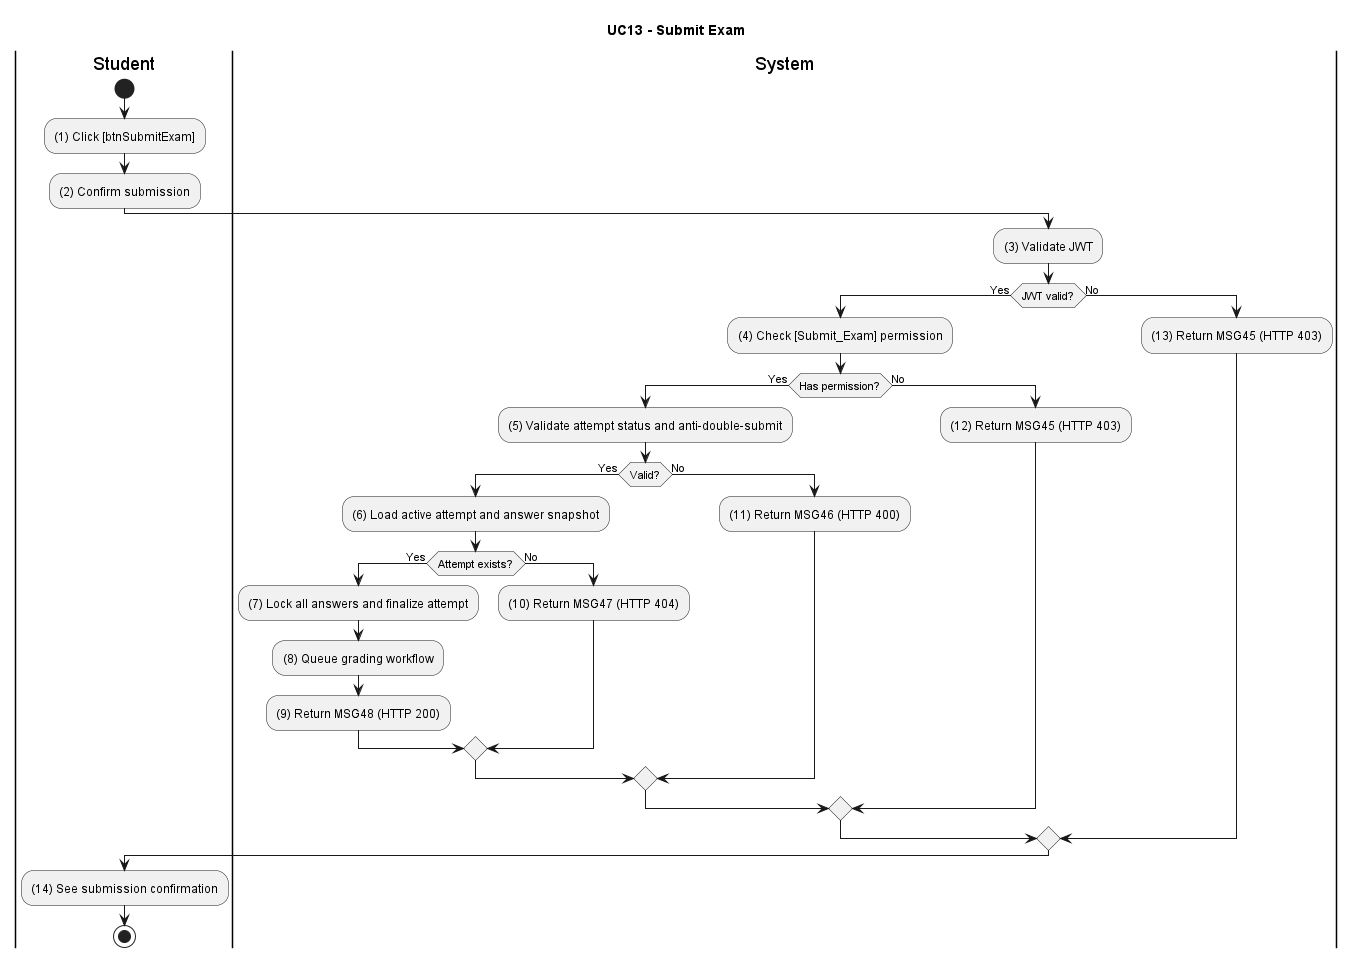 UC13 - Submit Exam
Student
System
(1) Click [btnSubmitExam]
(2) Confirm submission
(3) Validate JWT
JWT valid?
Yes
No
(4) Check [Submit_Exam] permission
(13) Return MSG45 (HTTP 403)
Has permission?
Yes
No
(5) Validate attempt status and anti-double-submit
(12) Return MSG45 (HTTP 403)
Valid?
Yes
No
(6) Load active attempt and answer snapshot
(11) Return MSG46 (HTTP 400)
Attempt exists?
Yes
No
(7) Lock all answers and finalize attempt
(10) Return MSG47 (HTTP 404)
(8) Queue grading workflow
(9) Return MSG48 (HTTP 200)
(14) See submission confirmation